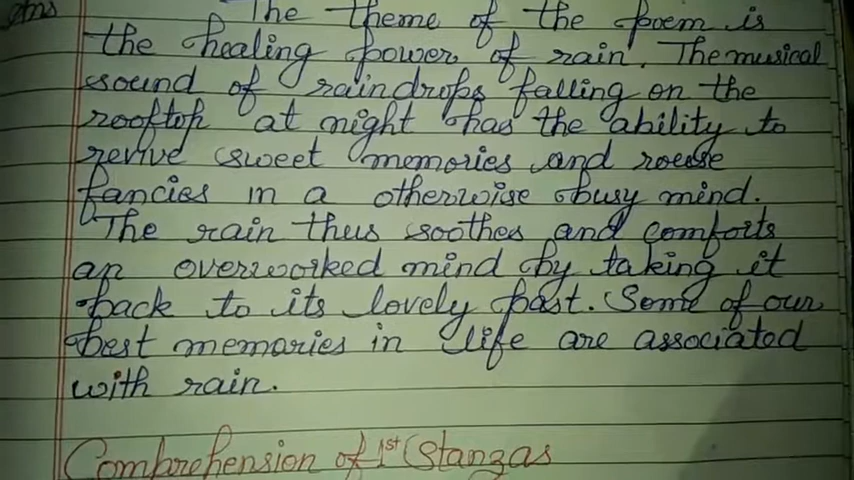 Ans The theme of the poem is
the healing power of rain. The musical
sound of raindrops falling on the
rooftop at night has the ability to
revive sweet memories and rouse
fancies in a otherwise busy mind.
The rain thus soothes and comforts
an overworked mind by taking it
back to its lovely past. Some of our
best memories in life are associated
with rain.
Comprehension of 1st Stanzas